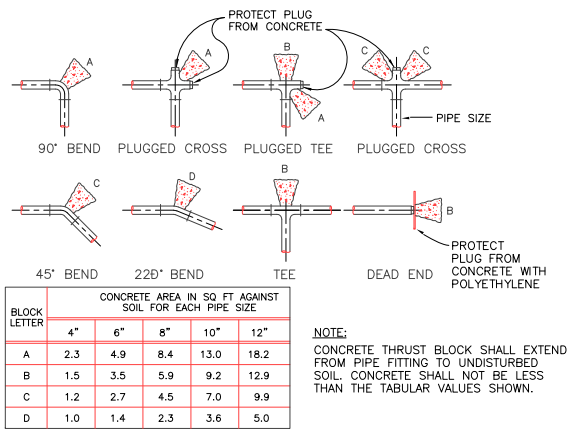 PROTECT PLUG
FROM CONCRETE
A
A
B
A
C
C
PIPE SIZE
90° BEND
PLUGGED CROSS
PLUGGED TEE
PLUGGED CROSS
C
D
B
B
PROTECT
PLUG FROM
CONCRETE WITH
POLYETHYLENE
45° BEND
22Ð° BEND
TEE
DEAD END
BLOCK LETTER
CONCRETE AREA IN SQ FT AGAINST
SOIL FOR EACH PIPE SIZE
4" 6" 8" 10" 12"
A 2.3 4.9 8.4 13.0 18.2
B 1.5 3.5 5.9 9.2 12.9
C 1.2 2.7 4.5 7.0 9.9
D 1.0 1.4 2.3 3.6 5.0
NOTE:
CONCRETE THRUST BLOCK SHALL EXTEND
FROM PIPE FITTING TO UNDISTURBED
SOIL. CONCRETE SHALL NOT BE LESS
THAN THE TABULAR VALUES SHOWN.